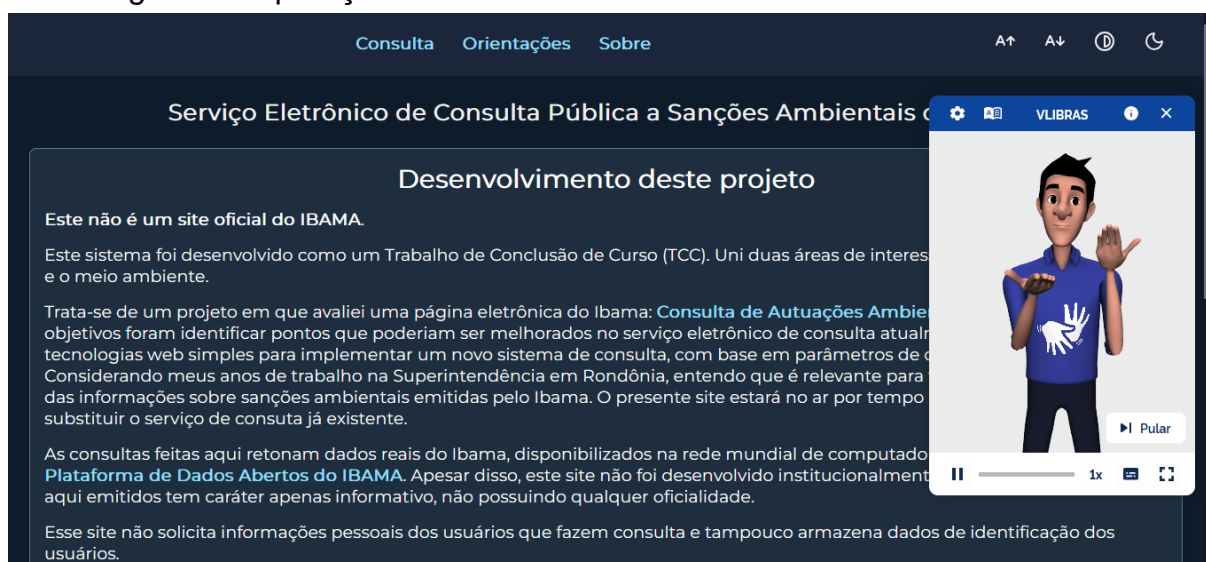 Consulta Orientações Sobre A↑ A↓
Serviço Eletrônico de Consulta Pública a Sanções Ambientais
VLIBRAS
Desenvolvimento deste projeto
Este não é um site oficial do IBAMA.
Este sistema foi desenvolvido como um Trabalho de Conclusão de Curso (TCC). Uni duas áreas de
e o meio ambiente.
Trata-se de um projeto em que avaliei uma página eletrônica do Ibama: Consulta de Autuações
objetivos foram identificar pontos que poderiam ser melhorados no serviço eletrônico de consulta
tecnologias web simples para implementar um novo sistema de consulta, com base em parâmetros de
Considerando meus anos de trabalho na Superintendência em Rondônia, entendo que é relevante para
das informações sobre sanções ambientais emitidas pelo Ibama. O presente site estará no ar por tempo
substituir o serviço de consuta já existente.
As consultas feitas aqui retonam dados reais do Ibama, disponibilizados na rede mundial de
Plataforma de Dados Abertos do IBAMA. Apesar disso, este site não foi desenvolvido
aqui emitidos tem caráter apenas informativo, não possuindo qualquer oficialidade.
Pular
1x
Esse site não solicita informações pessoais dos usuários que fazem consulta e tampouco armazena dados de identificação dos
usuários.